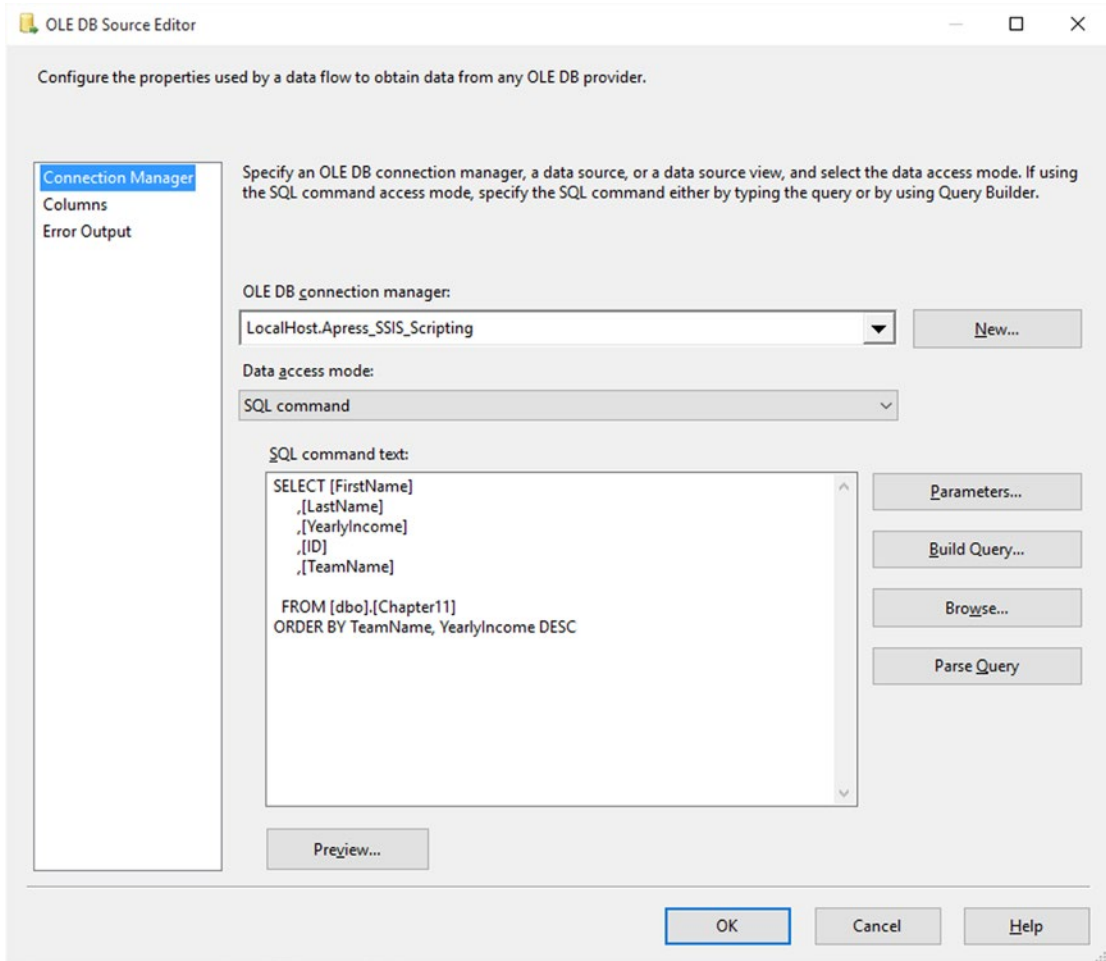 OLE DB Source Editor
Configure the properties used by a data flow to obtain data from any OLE DB provider.
Connection Manager
Columns
Error Output
Specify an OLE DB connection manager, a data source, or a data source view, and select the data access mode. If using
the SQL command access mode, specify the SQL command either by typing the query or by using Query Builder.
OLE DB connection manager:
LocalHost.Apress_SSIS_Scripting
New...
Data access mode:
SQL command
SQL command text:
SELECT [FirstName]
,[LastName]
,[YearlyIncome]
,[ID]
,[TeamName]
FROM [dbo].[Chapter11]
ORDER BY TeamName, YearlyIncome DESC
Parameters...
Build Query...
Browse...
Parse Query
Preview...
OK
Cancel
Help